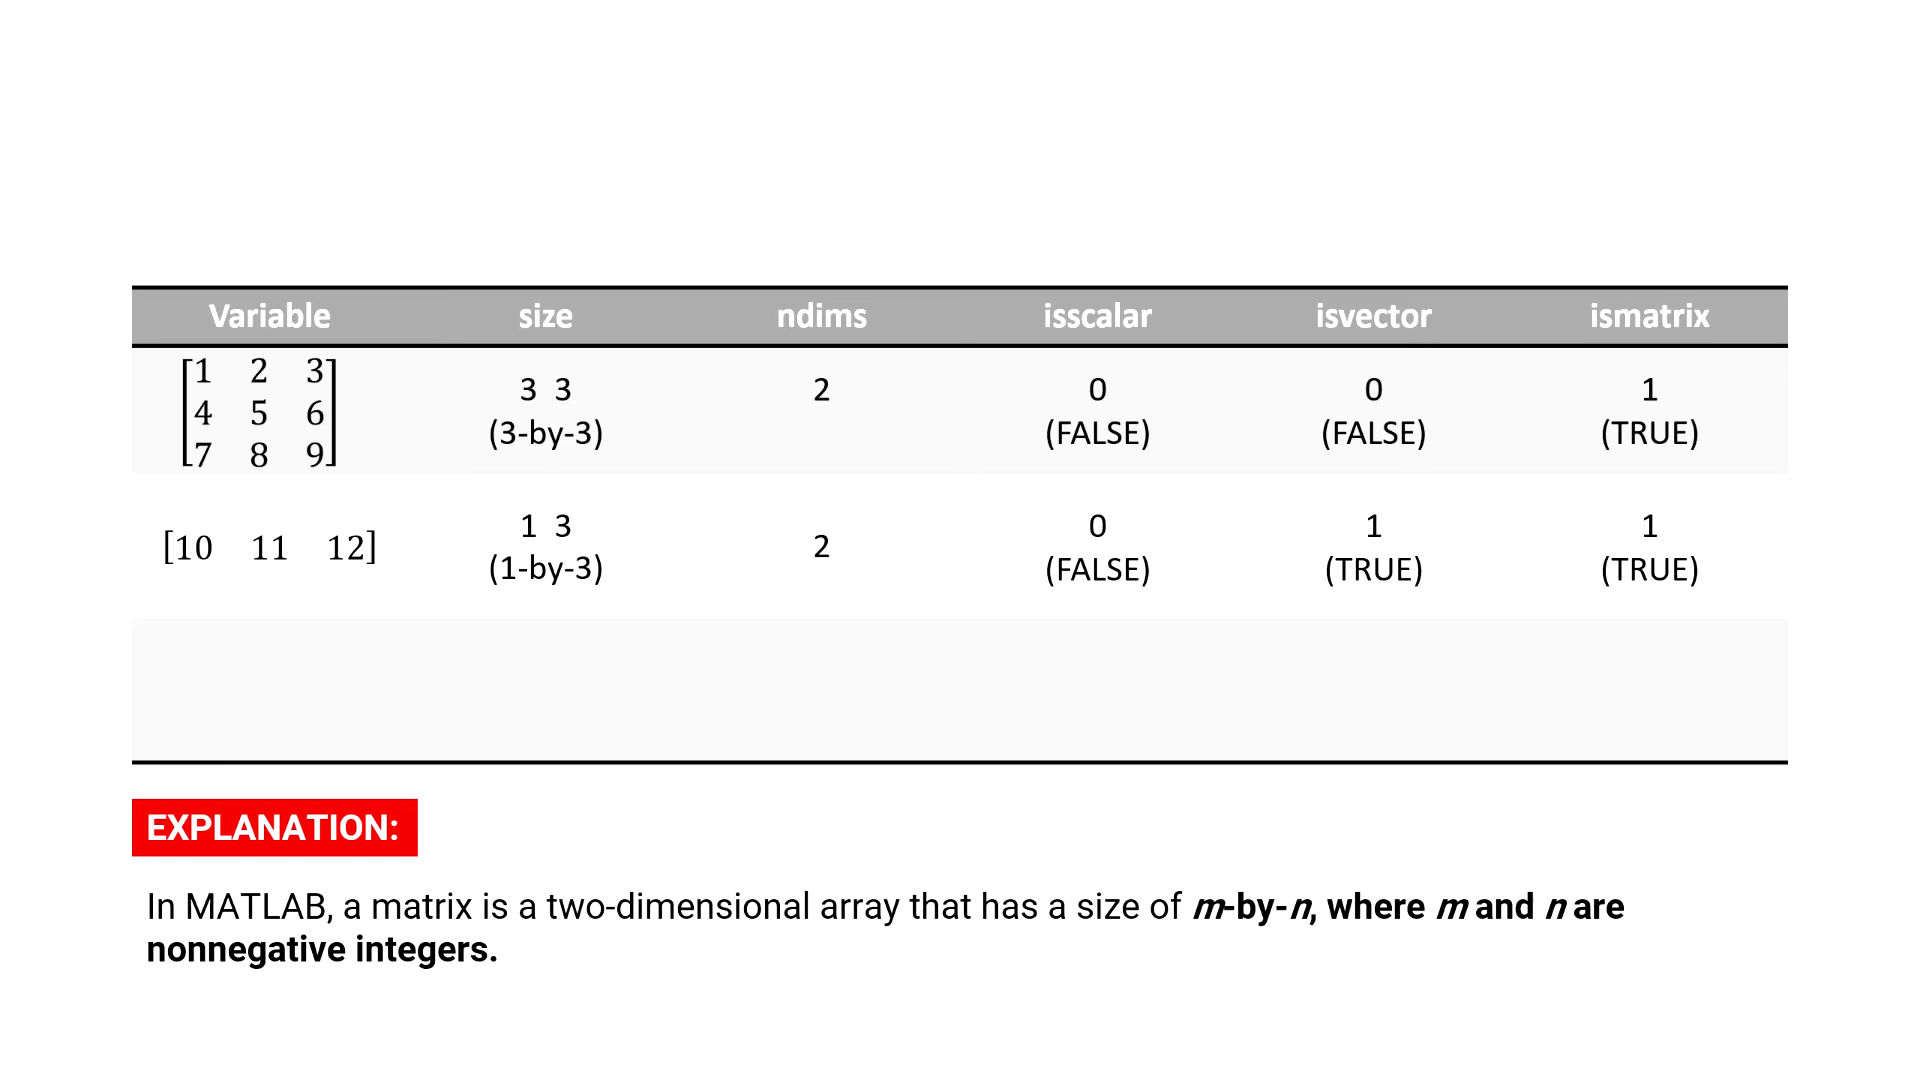 Variable size ndims isscalar isvector ismatrix
[1 2 3]
[4 5 6]
[7 8 9]
3 3
(3-by-3)
2
0
(FALSE)
0
(FALSE)
1
(TRUE)
[10 11 12]
1 3
(1-by-3)
2
0
(FALSE)
1
(TRUE)
1
(TRUE)
EXPLANATION:
In MATLAB, a matrix is a two-dimensional array that has a size of m-by-n, where m and n are
nonnegative integers.